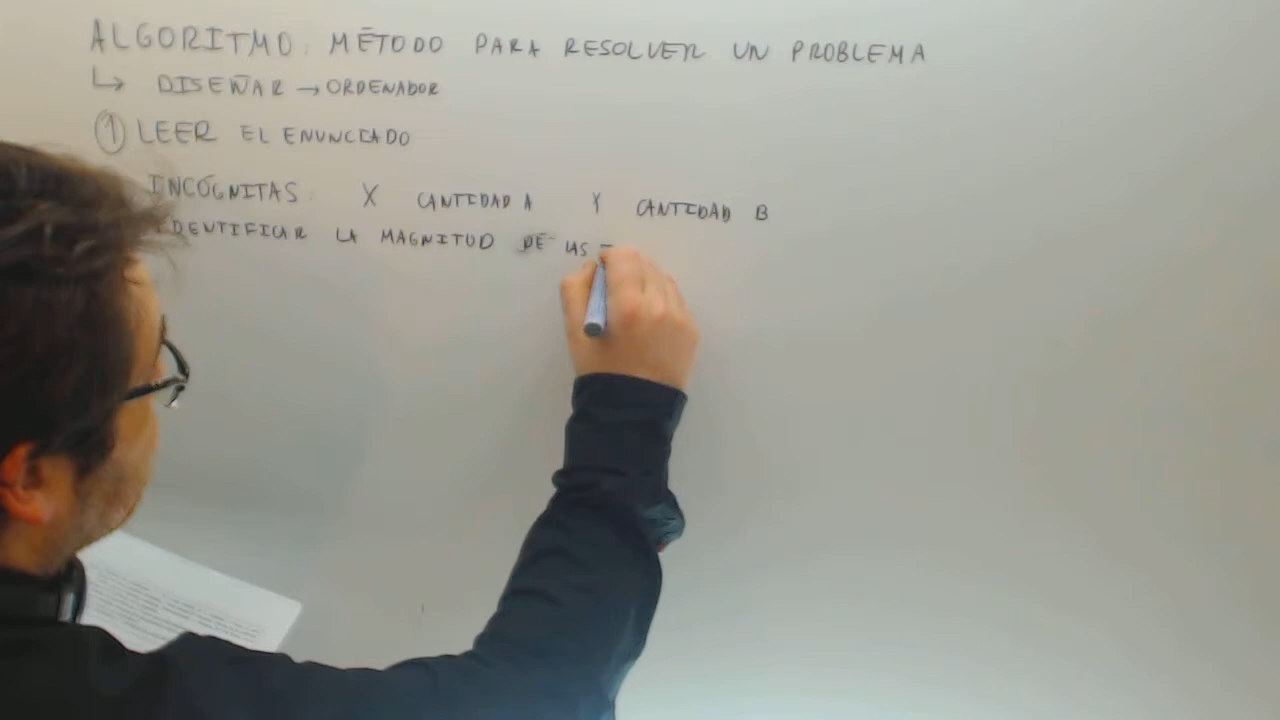 ALGORITMO: MÉTODO PARA RESOLVER UN PROBLEMA
↳ DISEÑAR → ORDENADOR
① LEER EL ENUNCIADO
INCÓGNITAS: X CANTIDAD A Y CANTIDAD B
IDENTIFICAR LA MAGNITUD DE LAS